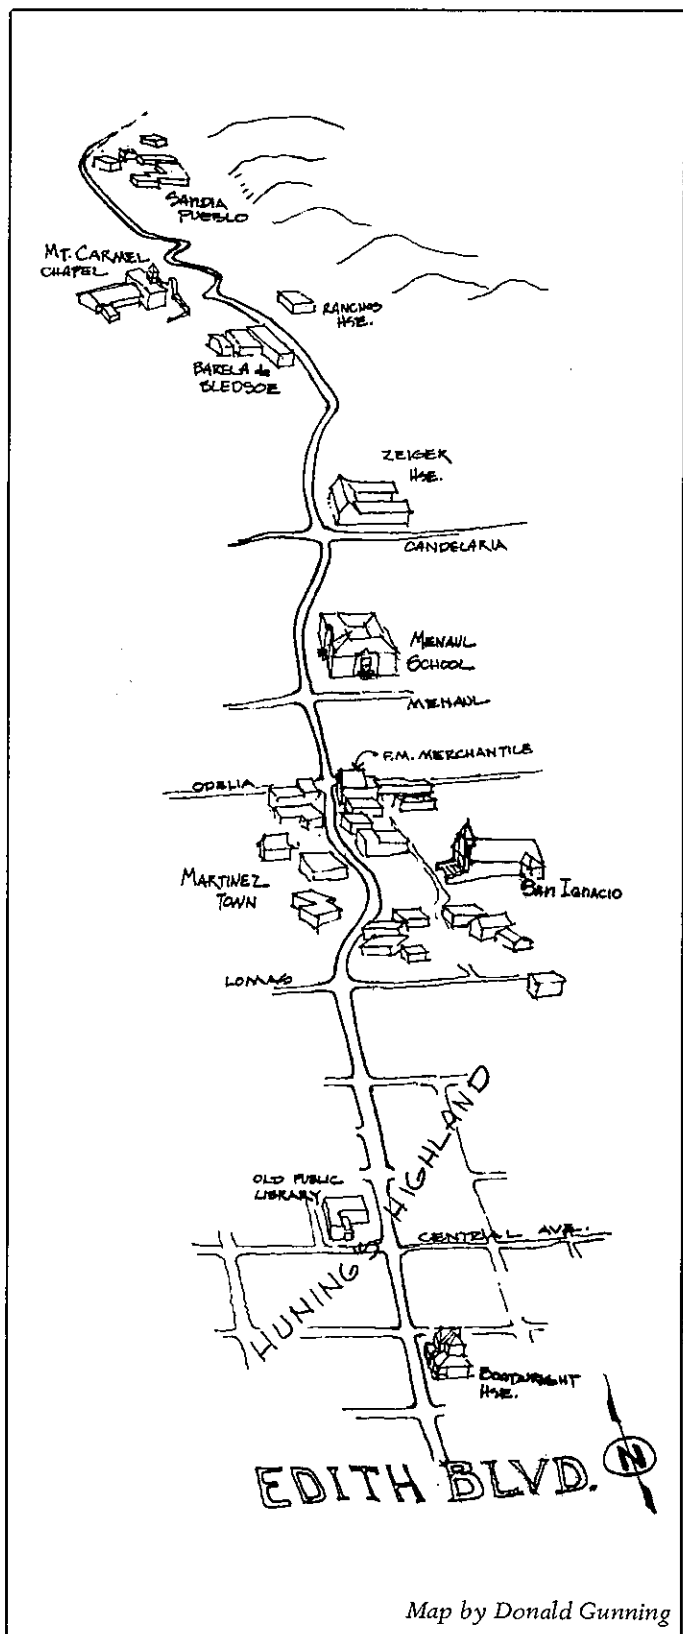 SANDIA
PUEBLO
MT. CARMEL
CHAPEL
RANCHOS
HSE.
BARELA de
BLEDSOE
ZEIGER
HSE.
CANDELARIA
MENAUL
SCHOOL
MENAUL
F.M. MERCHANTILE
ODELIA
MARTINEZ
TOWN
SAN IGNACIO
LOMAS
HUNING'S HIGHLAND
OLD PUBLIC
LIBRARY
CENTRAL AVE.
BOATWRIGHT
HSE.
N
EDITH BLVD.
Map by Donald Gunning